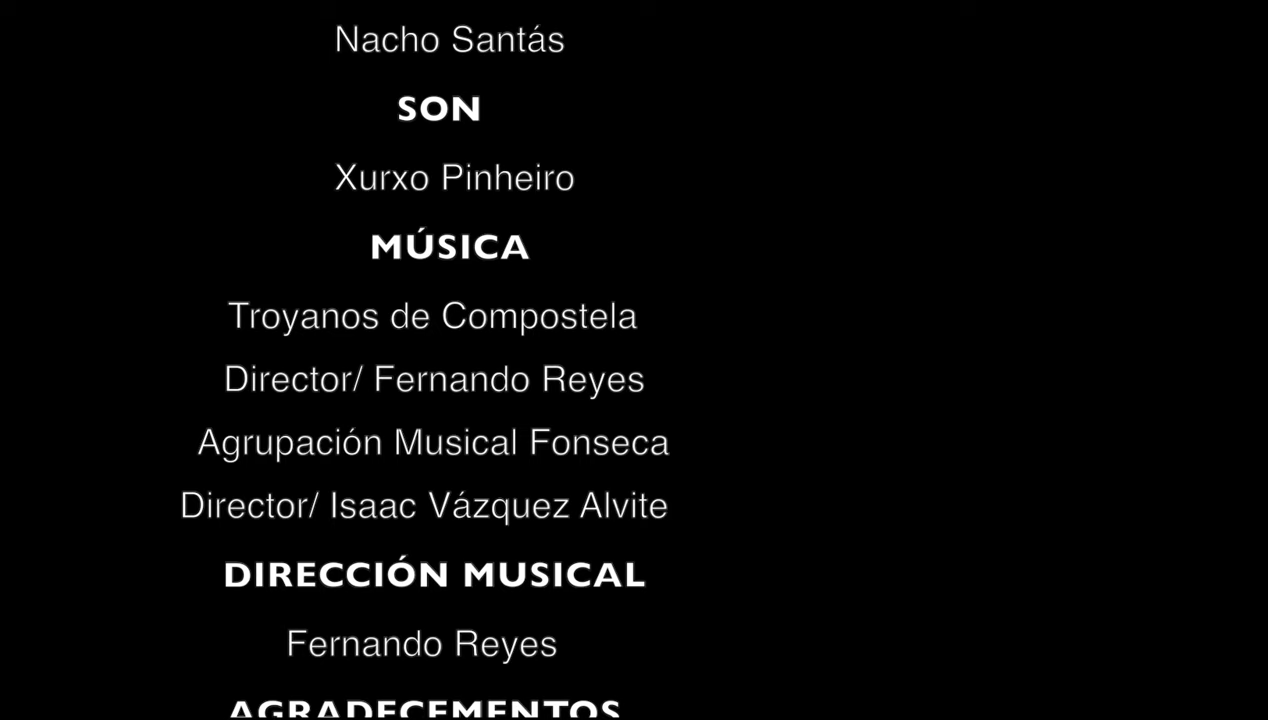 Nacho Santás
SON
Xurxo Pinheiro
MÚSICA
Troyanos de Compostela
Director/ Fernando Reyes
Agrupación Musical Fonseca
Director/ Isaac Vázquez Alvite
DIRECCIÓN MUSICAL
Fernando Reyes
AGRADECEMENTOS